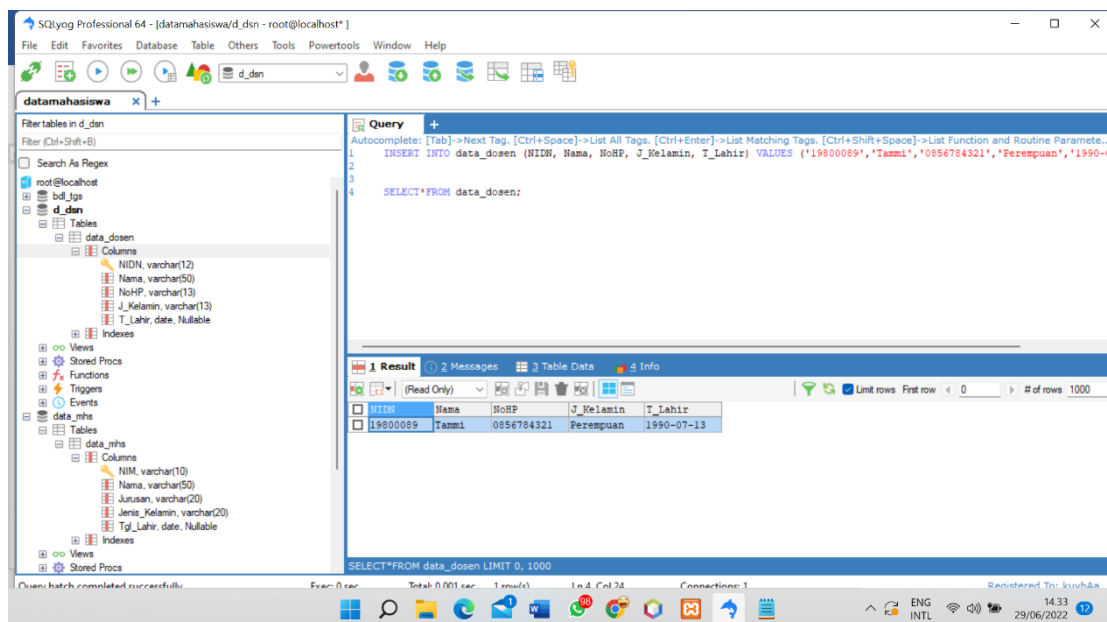 SQLyog Professional 64 - [datamahasiswa/d_dsn - root@localhost* ]
File Edit Favorites Database Table Others Tools Powertools Window Help
d_dsn
datamahasiswa x +
Filter tables in d_dsn
Filter (Ctrl+Shift+B)
Search As Regex
root@localhost
bdl_tgs
d_dsn
Tables
data_dosen
Columns
NIDN, varchar(12)
Nama, varchar(50)
NoHP, varchar(13)
J_Kelamin, varchar(13)
T_Lahir, date, Nullable
Indexes
Views
Stored Procs
Functions
Triggers
Events
data_mhs
Tables
data_mhs
Columns
NIM, varchar(10)
Nama, varchar(50)
Jurusan, varchar(20)
Jenis_Kelamin, varchar(20)
Tgl_Lahir, date, Nullable
Indexes
Views
Stored Procs
Query +
Autocomplete: [Tab]->Next Tag. [Ctrl+Space]->List All Tags. [Ctrl+Enter]->List Matching Tags. [Ctrl+Shift+Space]->List Function and Routine Paramete..
1 INSERT INTO data_dosen (NIDN, Nama, NoHP, J_Kelamin, T_Lahir) VALUES ('19800089','Tammi','0856784321','Perempuan','1990-
2
3
4 SELECT*FROM data_dosen;
1 Result 2 Messages 3 Table Data 4 Info
(Read Only) Limit rows First row 0 # of rows 1000
NIDN Nama NoHP J_Kelamin T_Lahir
19800089 Tammi 0856784321 Perempuan 1990-07-13
SELECT*FROM data_dosen LIMIT 0, 1000
Query batch completed successfully Exec: 0 sec Total: 0.001 sec 1 row(s) Ln 4, Col 24 Connections: 1 Registered To: kuyhAa
1 98 ENG 14.33
INTL 29/06/2022 12